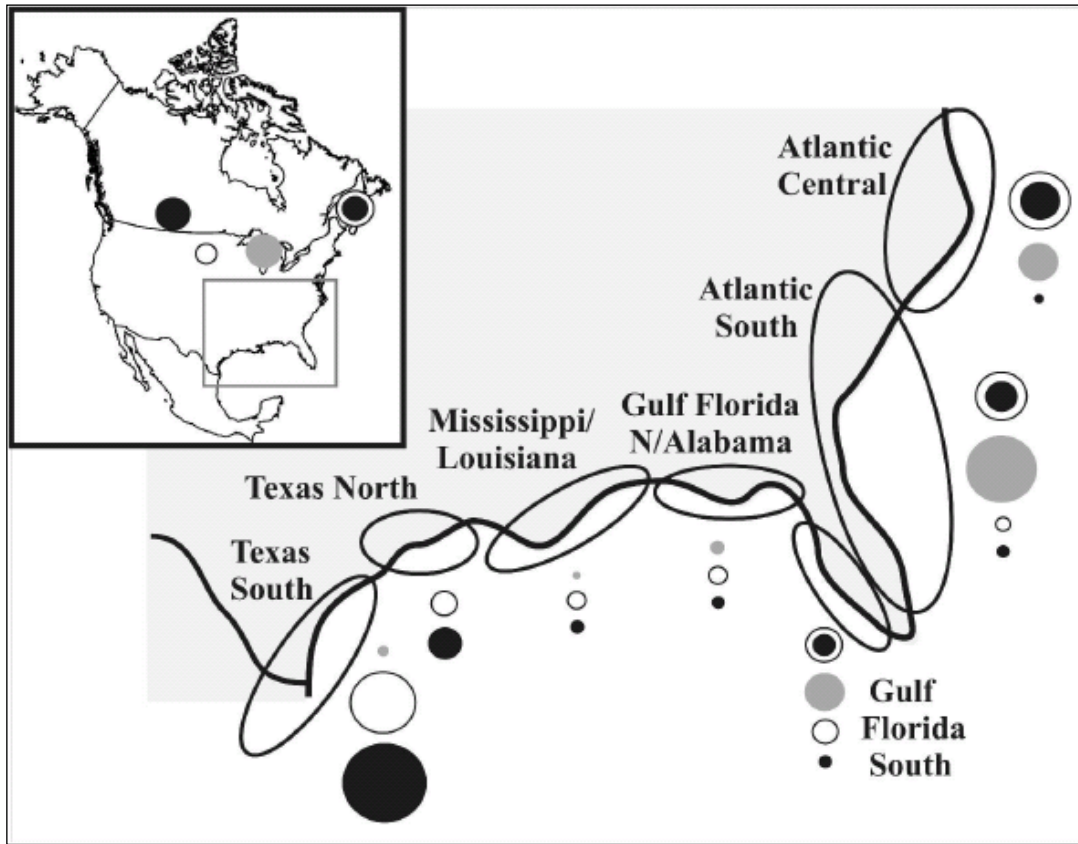 Atlantic
Central
Atlantic
South
Gulf Florida
N/Alabama
Mississippi/
Louisiana
Texas North
Texas
South
Gulf
Florida
South